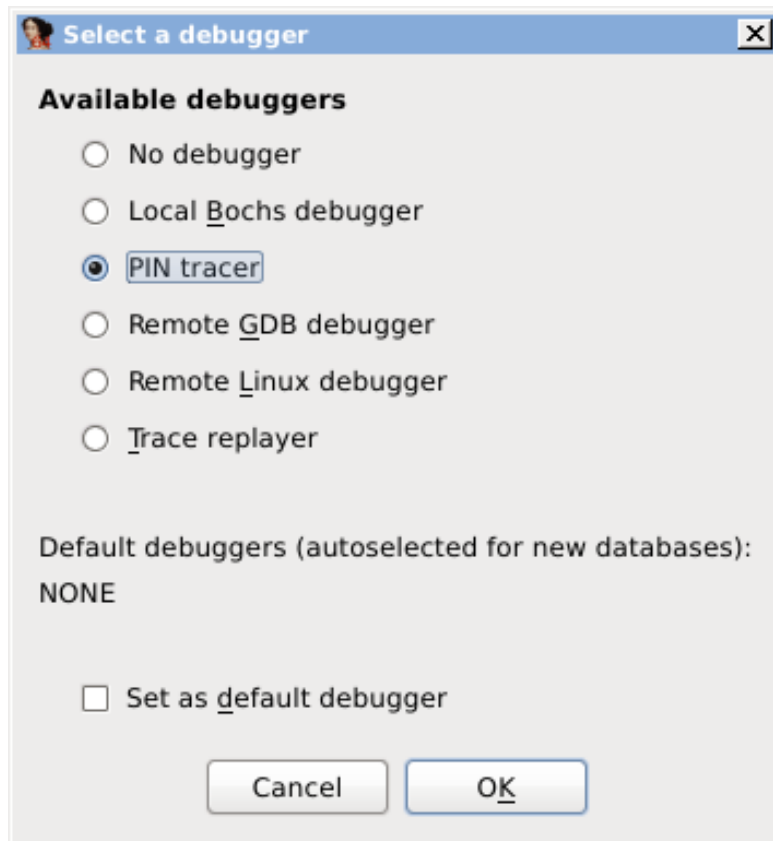 Select a debugger
Available debuggers
No debugger
Local Bochs debugger
PIN tracer
Remote GDB debugger
Remote Linux debugger
Trace replayer
Default debuggers (autoselected for new databases):
NONE
Set as default debugger
Cancel OK